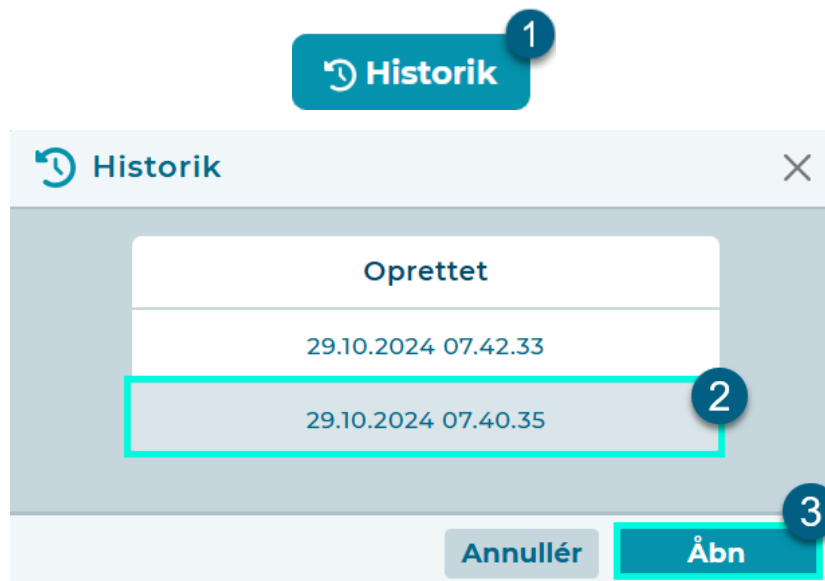 1
Historik
Historik
Oprettet
29.10.2024 07.42.33
2
29.10.2024 07.40.35
3
Annullér Åbn